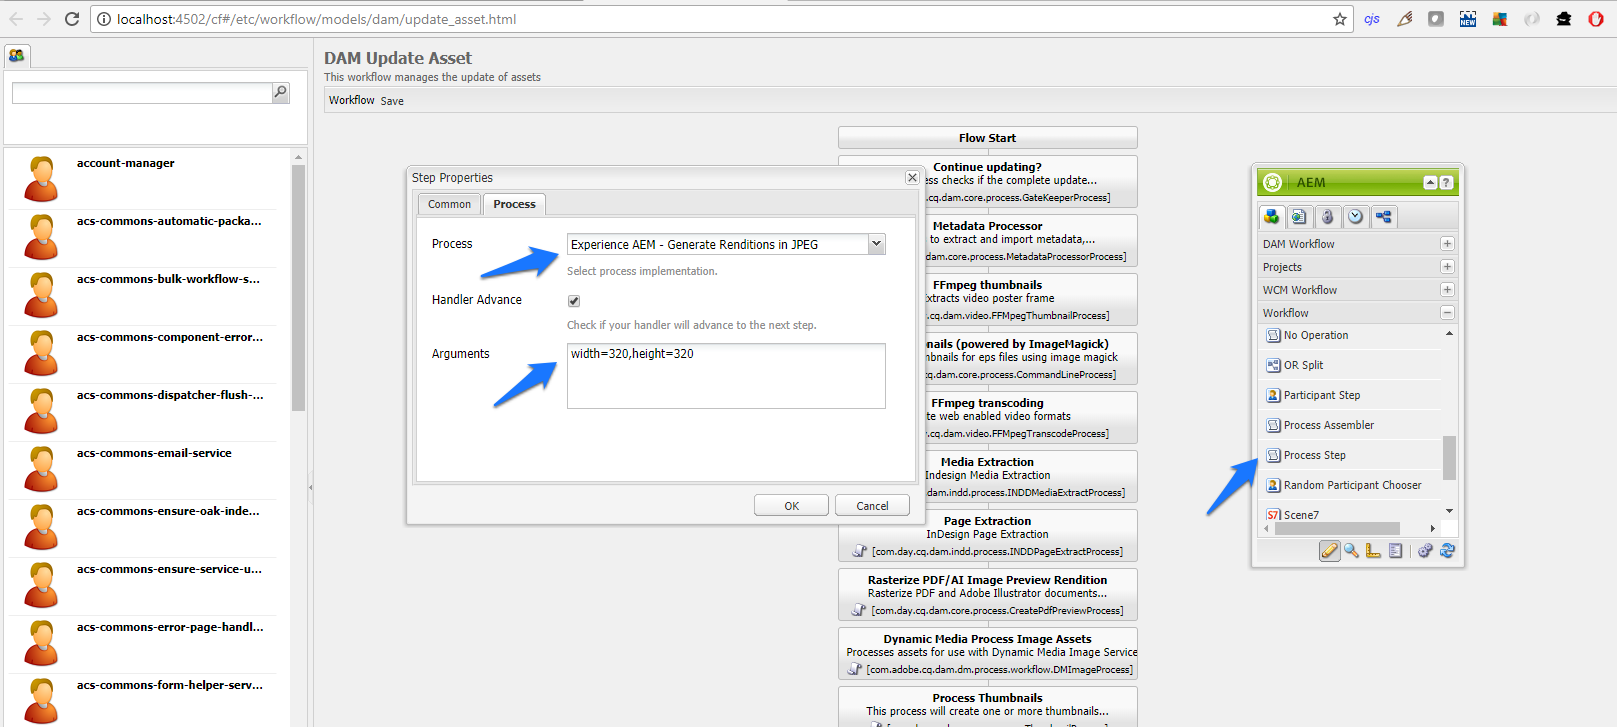 localhost:4502/cf#/etc/workflow/models/dam/update_asset.html
cjs
NEW
account-manager
acs-commons-automatic-packa...
acs-commons-bulk-workflow-s...
acs-commons-component-error...
acs-commons-dispatcher-flush-...
acs-commons-email-service
acs-commons-ensure-oak-inde...
acs-commons-ensure-service-u...
acs-commons-error-page-handl...
acs-commons-form-helper-serv...
DAM Update Asset
This workflow manages the update of assets
Workflow Save
Flow Start
Continue updating?
ess checks if the complete update...
.cq.dam.core.process.GateKeeperProcess]
Metadata Processor
to extract and import metadata,...
dam.core.process.MetadataProcessorProcess]
FFmpeg thumbnails
xtracts video poster frame
.cq.dam.video.FFMpegThumbnailProcess]
nails (powered by ImageMagick)
nbnails for eps files using image magick
cq.dam.core.process.CommandLineProcess]
FFmpeg transcoding
te web enabled video formats
.cq.dam.video.FFMpegTranscodeProcess]
Media Extraction
Indesign Media Extraction
dam.indd.process.INDDMediaExtractProcess]
Page Extraction
InDesign Page Extraction
[com.day.cq.dam.indd.process.INDDPageExtractProcess]
Rasterize PDF/AI Image Preview Rendition
Rasterize PDF and Adobe Illustrator documents...
[com.day.cq.dam.core.process.CreatePdfPreviewProcess]
Dynamic Media Process Image Assets
Processes assets for use with Dynamic Media Image Service
[com.adobe.cq.dam.dm.process.workflow.DMImageProcess]
Process Thumbnails
This process will create one or more thumbnails...
Step Properties
Common
Process
Process
Experience AEM - Generate Renditions in JPEG
Select process implementation.
Handler Advance
Check if your handler will advance to the next step.
Arguments
width=320,height=320
OK
Cancel
AEM
?
DAM Workflow
Projects
WCM Workflow
Workflow
No Operation
OR Split
Participant Step
Process Assembler
Process Step
Random Participant Chooser
S7 Scene7